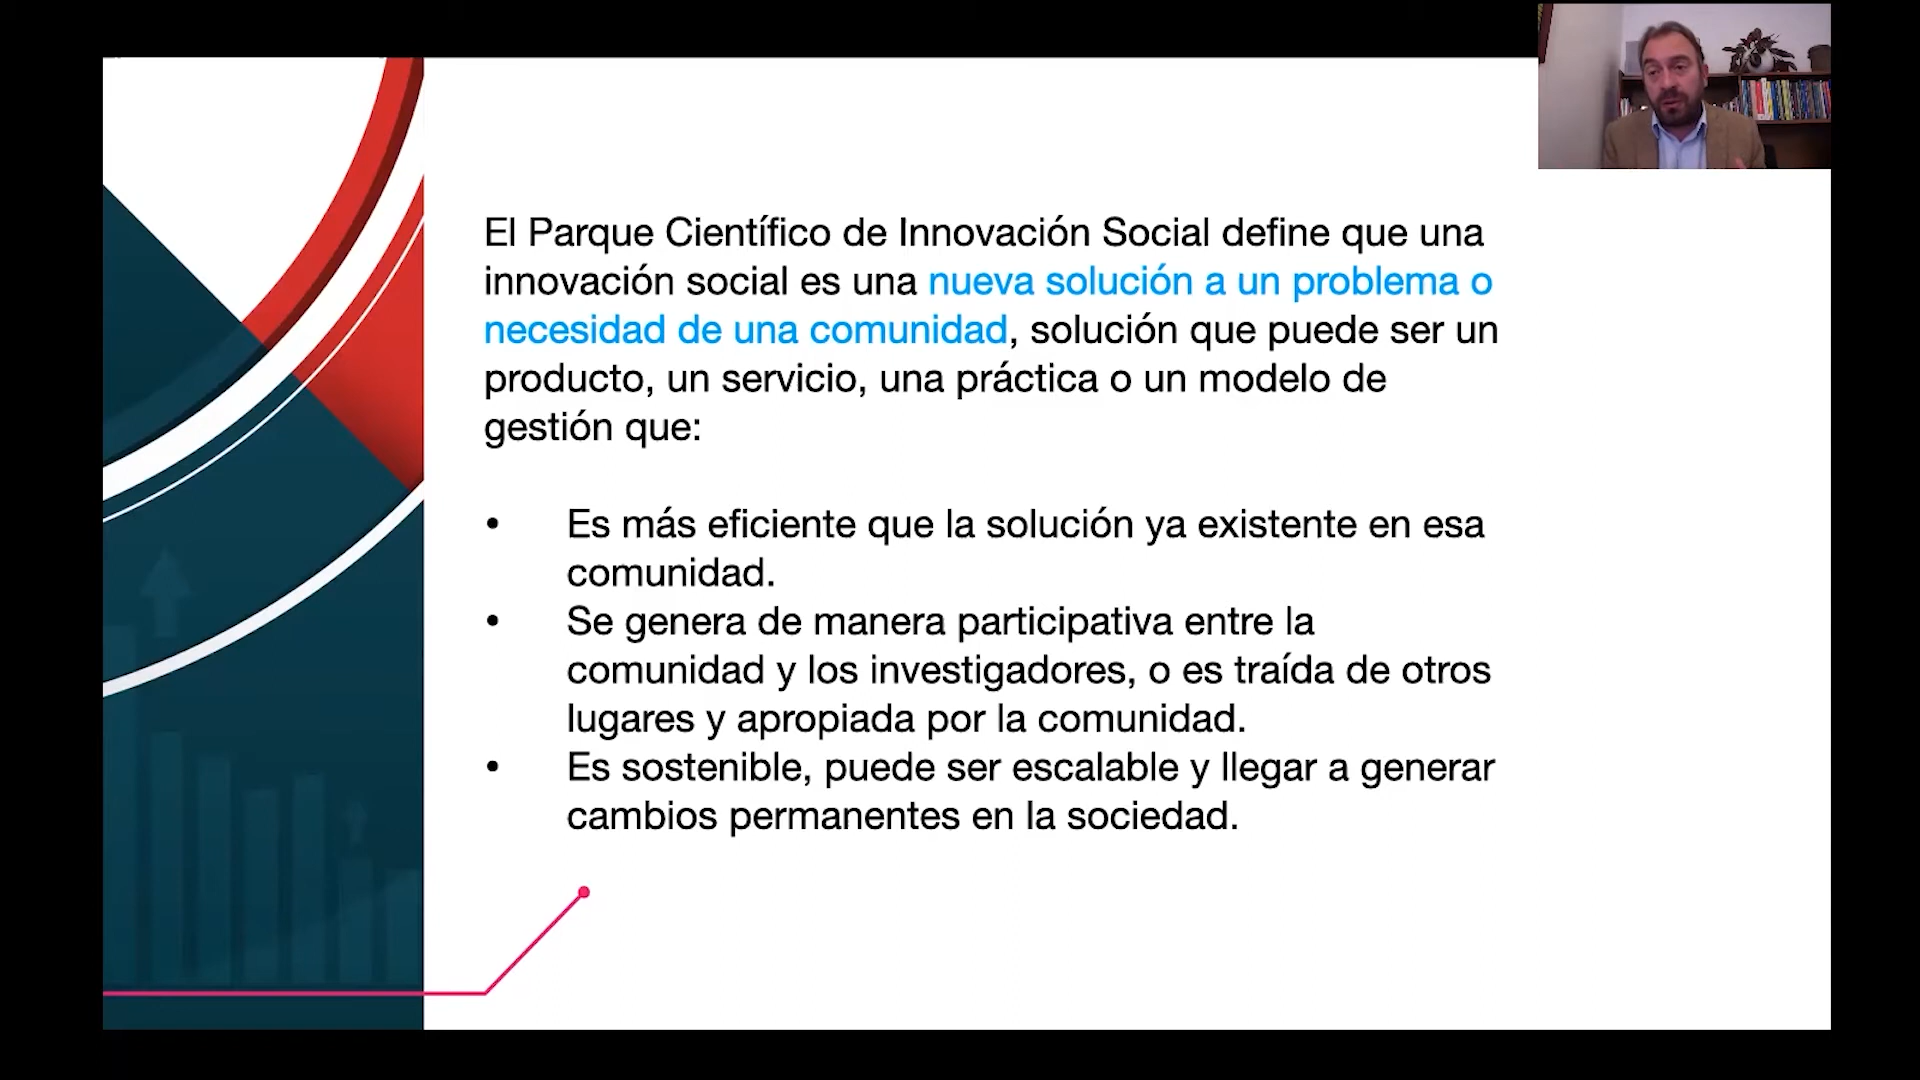 El Parque Científico de Innovación Social define que una
innovación social es una nueva solución a un problema o
necesidad de una comunidad, solución que puede ser un
producto, un servicio, una práctica o un modelo de
gestión que:
• Es más eficiente que la solución ya existente en esa
comunidad.
• Se genera de manera participativa entre la
comunidad y los investigadores, o es traída de otros
lugares y apropiada por la comunidad.
• Es sostenible, puede ser escalable y llegar a generar
cambios permanentes en la sociedad.